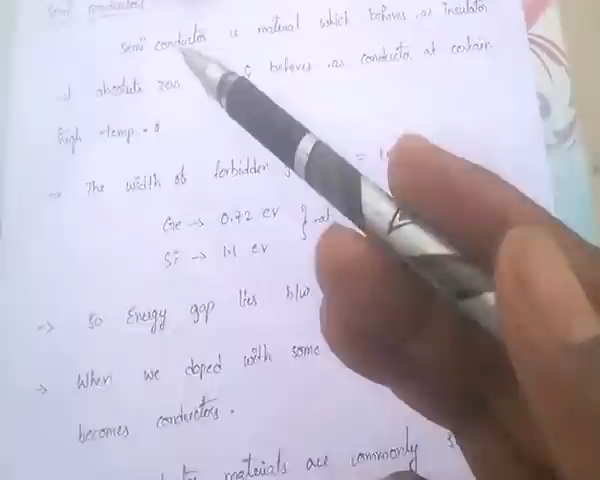 Semi conductor
Semi conductor is material which behaves as insulator
at absolute zero & behaves as conductor at certain
high temp.
→ The width of forbidden =
Ge → 0.72 ev }
Si → 1.1 ev
→ So Energy gap lies b/w
→ When we doped with some
becomes conductors.
materials are commonly